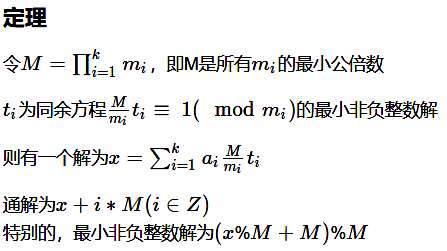 定理
令$M=\prod_{i=1}^{k} m_i$，即M是所有$m_i$的最小公倍数
$t_i$为同余方程$\frac{M}{m_i}t_i \equiv 1(\mod m_i)$的最小非负整数解
则有一个解为$x=\sum_{i=1}^{k} a_i \frac{M}{m_i} t_i$
通解为$x+i*M(i \in Z)$
特别的，最小非负整数解为$(x\%M+M)\%M$